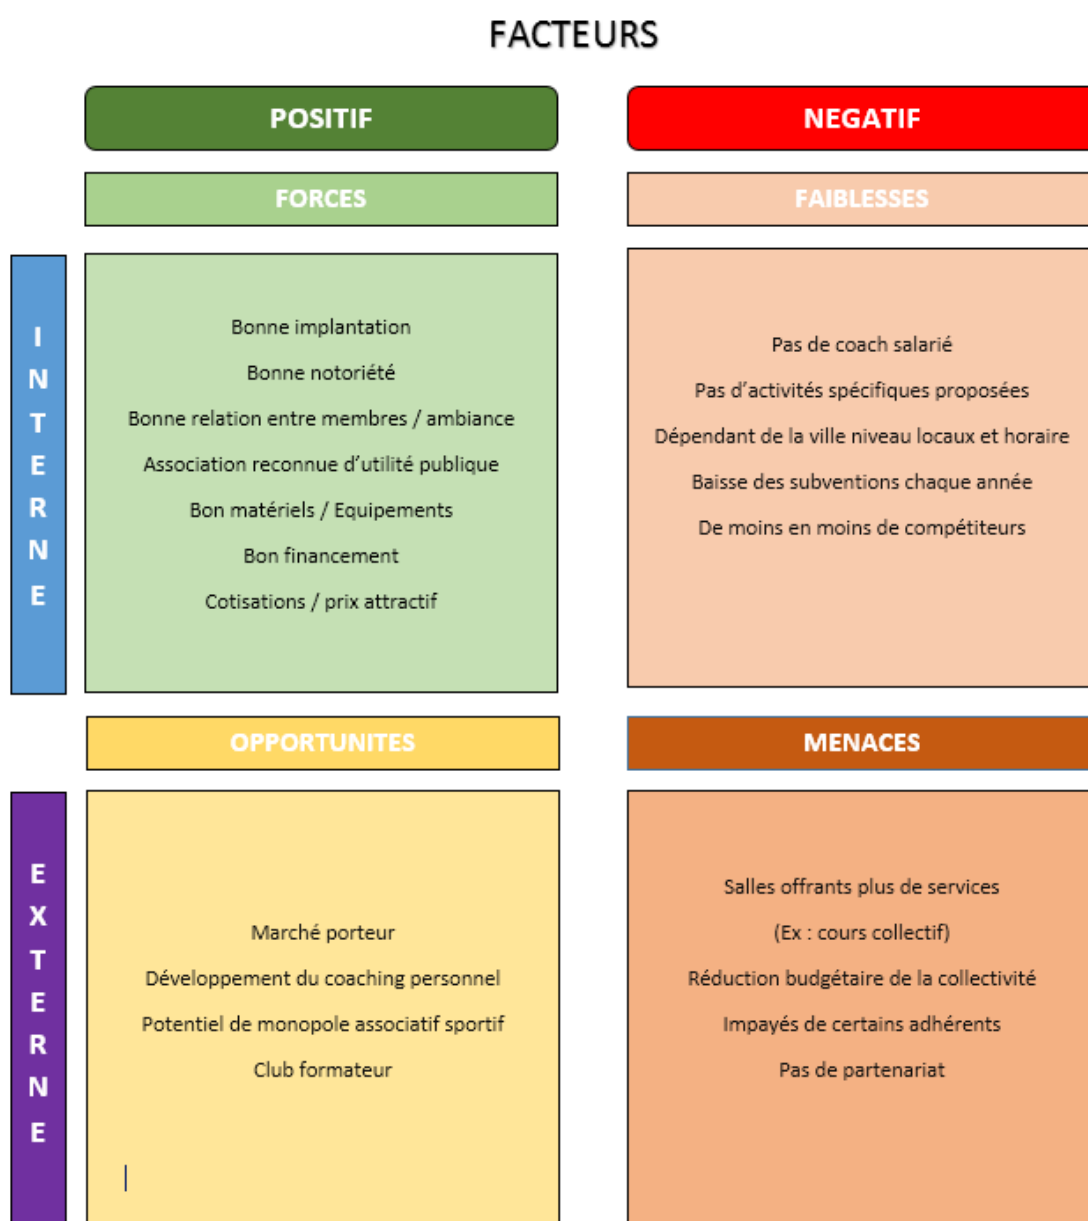 FACTEURS
POSITIF
NEGATIF
FORCES
FAIBLESSES
INTERNE
Bonne implantation
Bonne notoriété
Bonne relation entre membres / ambiance
Association reconnue d’utilité publique
Bon matériels / Equipements
Bon financement
Cotisations / prix attractif
Pas de coach salarié
Pas d’activités spécifiques proposées
Dépendant de la ville niveau locaux et horaire
Baisse des subventions chaque année
De moins en moins de compétiteurs
OPPORTUNITES
MENACES
EXTERNE
Marché porteur
Développement du coaching personnel
Potentiel de monopole associatif sportif
Club formateur
Salles offrants plus de services
(Ex : cours collectif)
Réduction budgétaire de la collectivité
Impayés de certains adhérents
Pas de partenariat